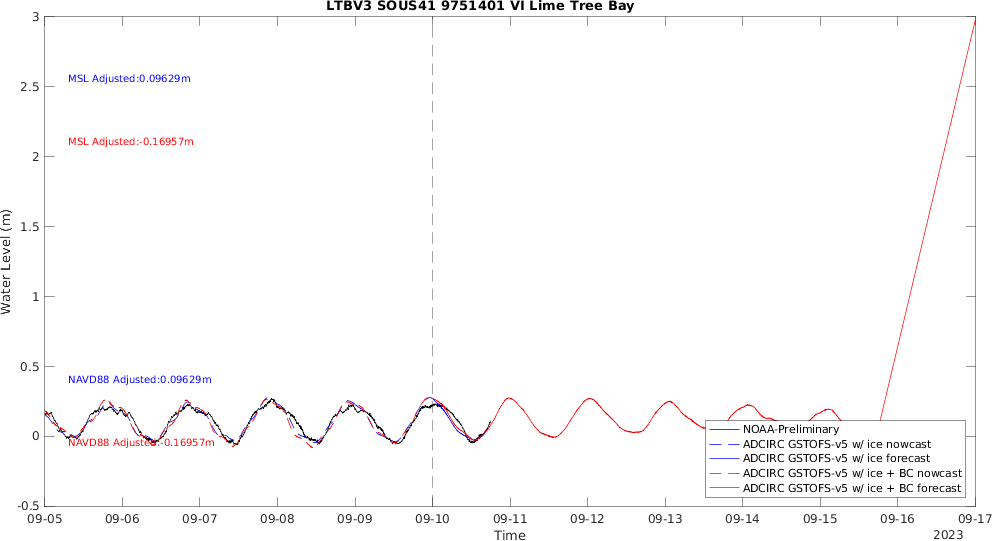 LTBV3 SOUS41 9751401 VI Lime Tree Bay
3
2.5
2
1.5
1
0.5
0
-0.5
Water Level (m)
MSL Adjusted:0.09629m
MSL Adjusted:-0.16957m
NAVD88 Adjusted:0.09629m
NAVD88 Adjusted:-0.16957m
NOAA-Preliminary
ADCIRC GSTOFS-v5 w/ ice nowcast
ADCIRC GSTOFS-v5 w/ ice forecast
ADCIRC GSTOFS-v5 w/ ice + BC nowcast
ADCIRC GSTOFS-v5 w/ ice + BC forecast
09-05 09-06 09-07 09-08 09-09 09-10 09-11 09-12 09-13 09-14 09-15 09-16 09-17
Time
2023